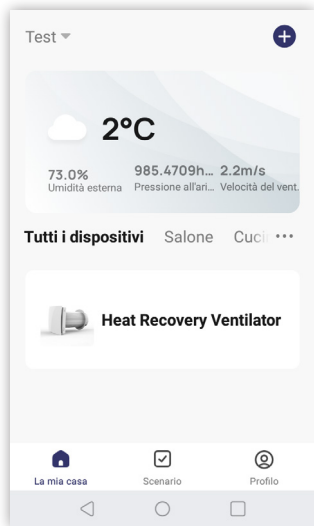 Test
2°C
73.0% 985.4709h... 2.2m/s
Umidità esterna Pressione all'ari... Velocità del vent.
Tutti i dispositivi Salone Cuci ...
Heat Recovery Ventilator
La mia casa Scenario Profilo